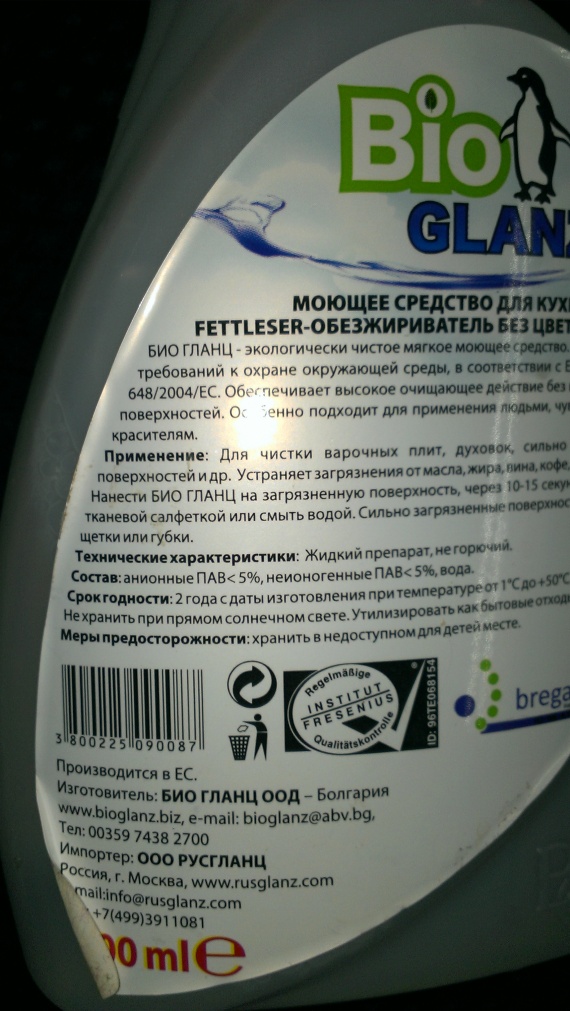 Bio
GLANZ
МОЮЩЕЕ СРЕДСТВО ДЛЯ
FETTLESER-ОБЕЗЖИРИВАТЕЛЬ БЕЗ
БИО ГЛАНЦ - экологически чистое мягкое моющее средство.
требований к охране окружающей среды, в соответствии с
648/2004/ЕС. Обеспечивает высокое очищающее действие без
поверхностей. Особенно подходит для применения людьми,
красителям.
Применение: Для чистки варочных плит, духовок, сильно
поверхностей и др. Устраняет загрязнения от масла, жира, вина, кофе,
Нанести БИО ГЛАНЦ на загрязненную поверхность, через 10-15
тканевой салфеткой или смыть водой. Сильно загрязненные
щетки или губки.
Технические характеристики: Жидкий препарат, не горючий.
Состав: анионные ПАВ< 5%, неионогенные ПАВ< 5%, вода.
Срок годности: 2 года с даты изготовления при температуре от 1°С до +50°С
Не хранить при прямом солнечном свете. Утилизировать как бытовые
Меры предосторожности: хранить в недоступном для детей месте.
3 800225 090087
Regelmäßige
INSTITUT
FRESENIUS
Qualitätskontrolle
®
ID: 96TE068154
Производится в ЕС.
Изготовитель: БИО ГЛАНЦ ООД – Болгария
www.bioglanz.biz, e-mail: bioglanz@abv.bg,
Тел: 00359 7438 2700
Импортер: ООО РУСГЛАНЦ
Россия, г. Москва, www.rusglanz.com
mail:info@rusglanz.com
+7(499)3911081
00 ml e